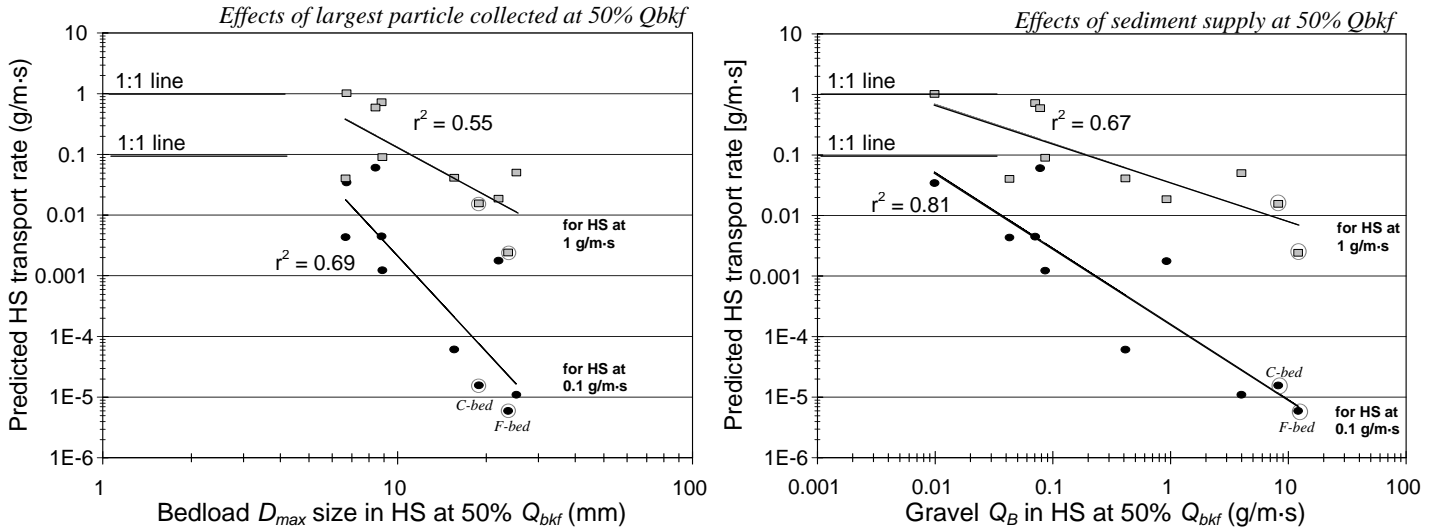 Effects of largest particle collected at 50% Qbkf
10
1
0.1
0.01
0.001
1E-4
1E-5
1E-6
Predicted HS transport rate (g/m·s)
1:1 line
1:1 line
r² = 0.55
r² = 0.69
for HS at
1 g/m·s
for HS at
0.1 g/m·s
C-bed
F-bed
1
10
100
Bedload Dmax size in HS at 50% Qbkf (mm)
Effects of sediment supply at 50% Qbkf
10
1
0.1
0.01
0.001
1E-4
1E-5
1E-6
Predicted HS transport rate [g/m·s]
1:1 line
1:1 line
r² = 0.67
r² = 0.81
for HS at
1 g/m·s
C-bed
F-bed
for HS at
0.1 g/m·s
0.001
0.01
0.1
1
10
100
Gravel QB in HS at 50% Qbkf (g/m·s)